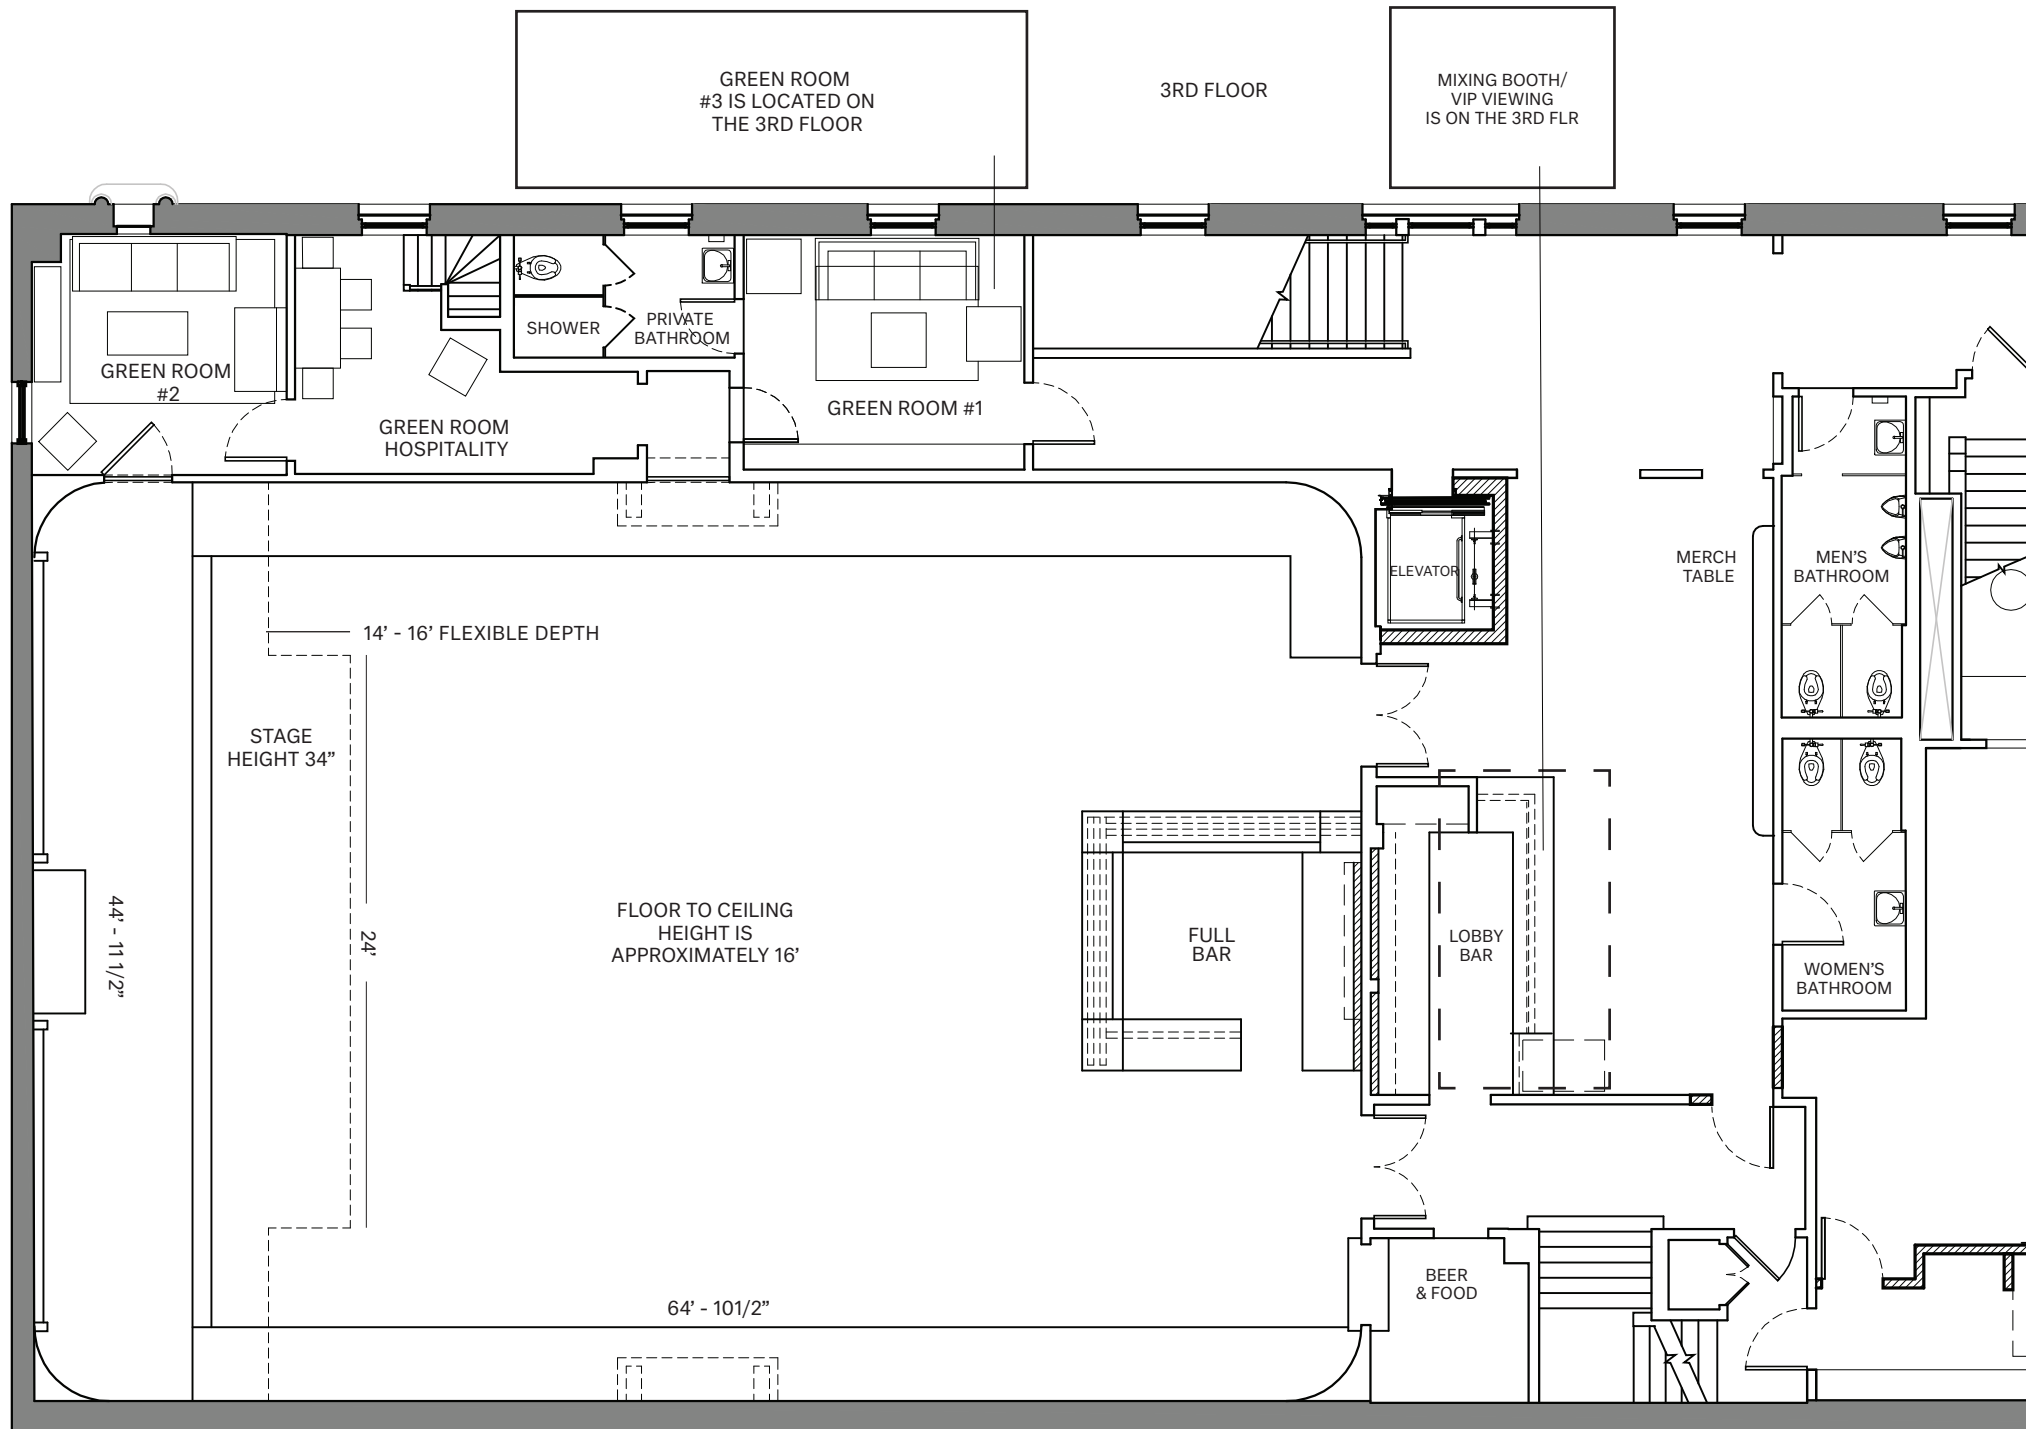 GREEN ROOM
#3 IS LOCATED ON
THE 3RD FLOOR
3RD FLOOR
MIXING BOOTH/
VIP VIEWING
IS ON THE 3RD FLR
SHOWER
PRIVATE
BATHROOM
GREEN ROOM
#2
GREEN ROOM
HOSPITALITY
GREEN ROOM #1
ELEVATOR
MERCH
TABLE
MEN'S
BATHROOM
14' - 16' FLEXIBLE DEPTH
STAGE
HEIGHT 34”
44' - 11 1/2”
24'
FLOOR TO CEILING
HEIGHT IS
APPROXIMATELY 16'
FULL
BAR
LOBBY
BAR
WOMEN'S
BATHROOM
BEER
& FOOD
64' - 101/2”